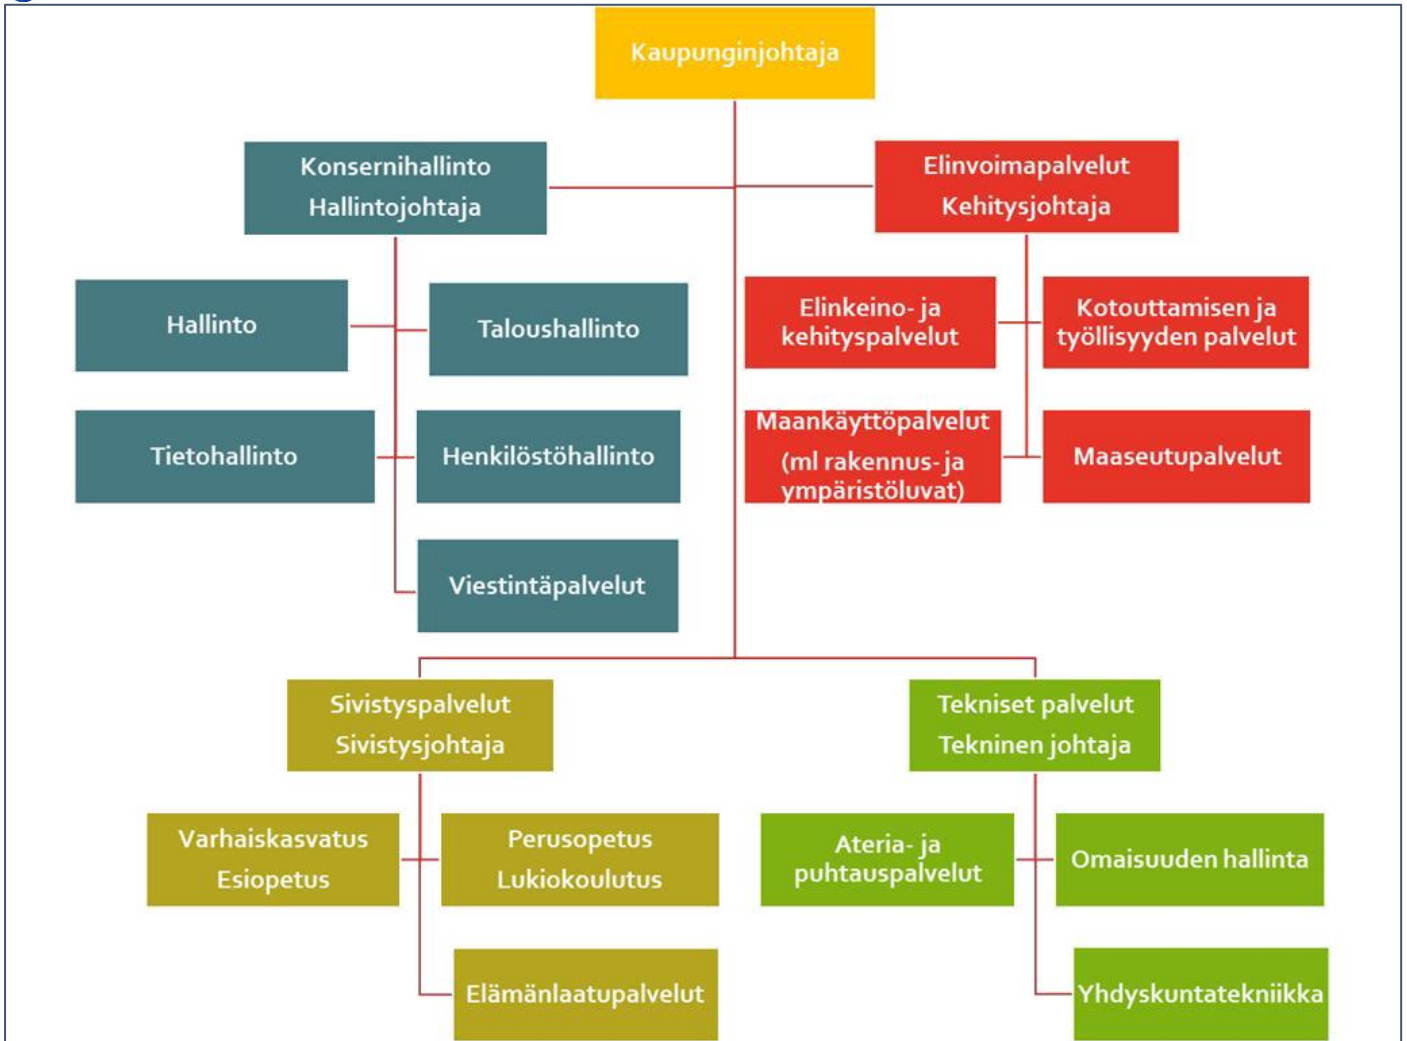 Kaupunginjohtaja
Konsernihallinto
Hallintojohtaja
Elinvoimapalvelut
Kehitysjohtaja
Hallinto
Taloushallinto
Elinkeino- ja
kehityspalvelut
Kotouttamisen ja
työllisyyden palvelut
Tietohallinto
Henkilöstöhallinto
Maankäyttöpalvelut
(ml rakennus- ja
ympäristöluvat)
Maaseutupalvelut
Viestintäpalvelut
Sivistyspalvelut
Sivistysjohtaja
Tekniset palvelut
Tekninen johtaja
Varhaiskasvatus
Esiopetus
Perusopetus
Lukiokoulutus
Ateria- ja
puhtauspalvelut
Omaisuuden hallinta
Elämänlaatupalvelut
Yhdyskuntatekniikka